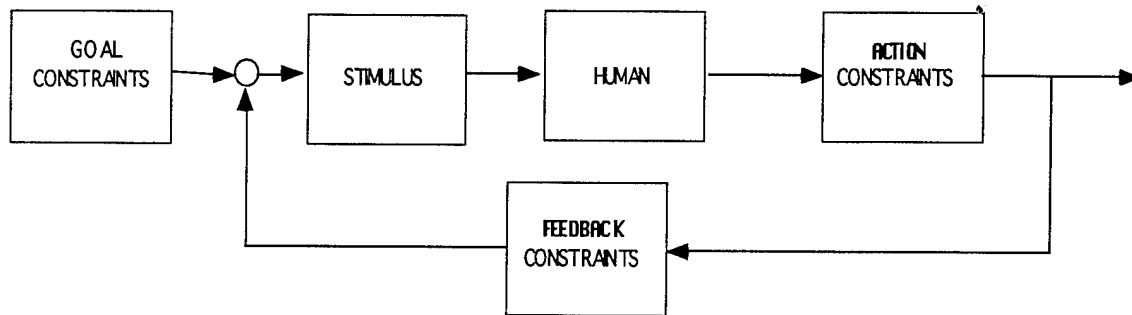 GOAL
CONSTRAINTS
STIMULUS
HUMAN
ACTION
CONSTRAINTS
FEEDBACK
CONSTRAINTS